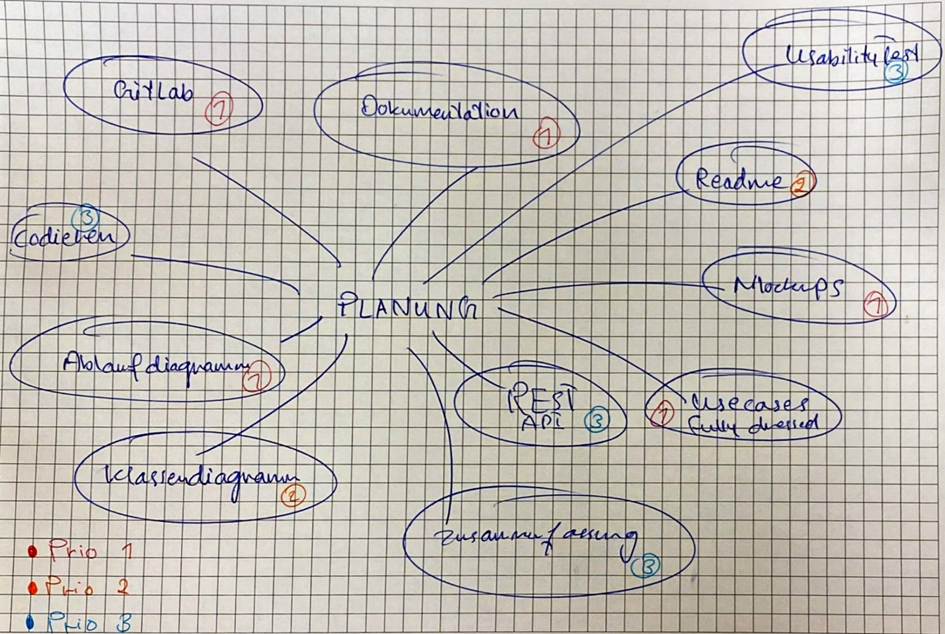 Usability Test
3
GitLab
1
Dokumentation
1
Readme
2
3
Codieren
Mockups
1
PLANUNG
Ablaufdiagramm
1
REST
API
3
1
Usecases
fully dressed
Klassendiagramm
2
Zusammenfassung
3
Prio 1
Prio 2
Prio 3